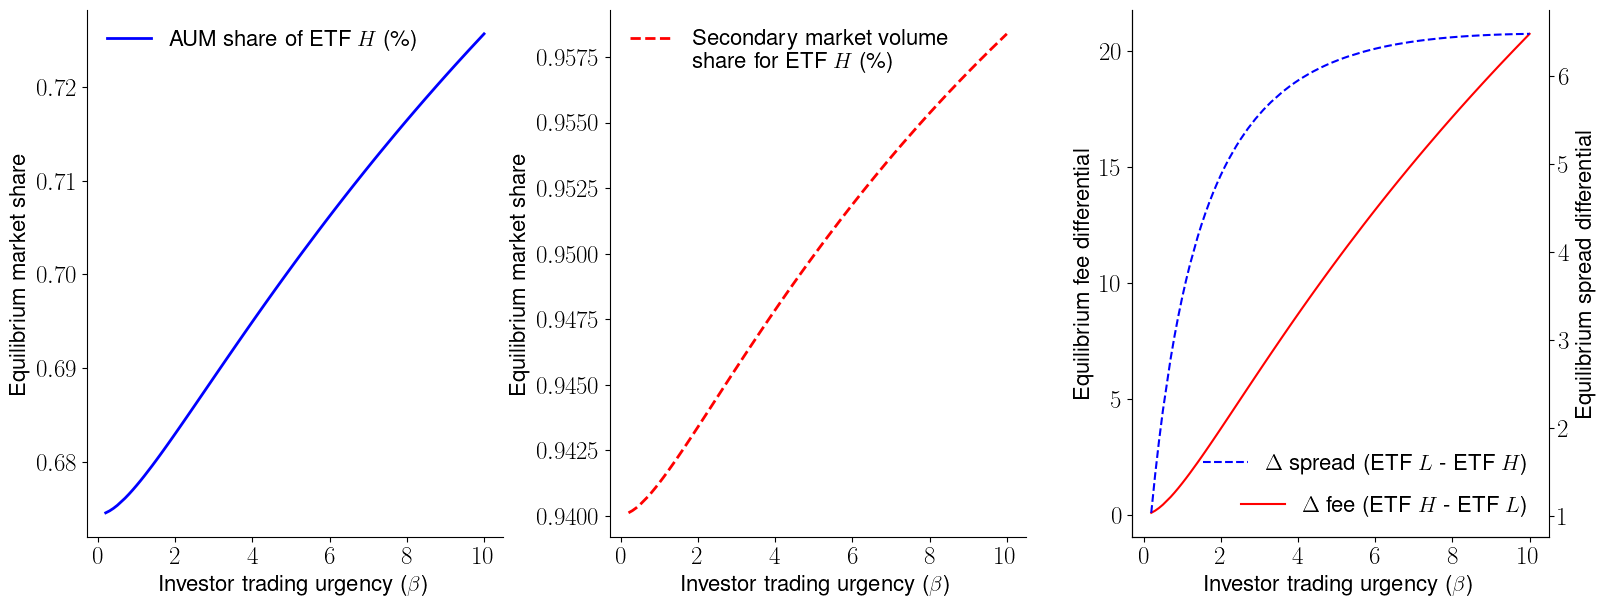 AUM share of ETF H (%)
0.72
0.71
0.70
0.69
0.68
Equilibrium market share
0 2 4 6 8 10
Investor trading urgency (β)
Secondary market volume
share for ETF H (%)
0.9575
0.9550
0.9525
0.9500
0.9475
0.9450
0.9425
0.9400
Equilibrium market share
0 2 4 6 8 10
Investor trading urgency (β)
20
15
10
5
0
Equilibrium fee differential
Δ spread (ETF L - ETF H)
Δ fee (ETF H - ETF L)
6
5
4
3
2
1
Equilibrium spread differential
0 2 4 6 8 10
Investor trading urgency (β)